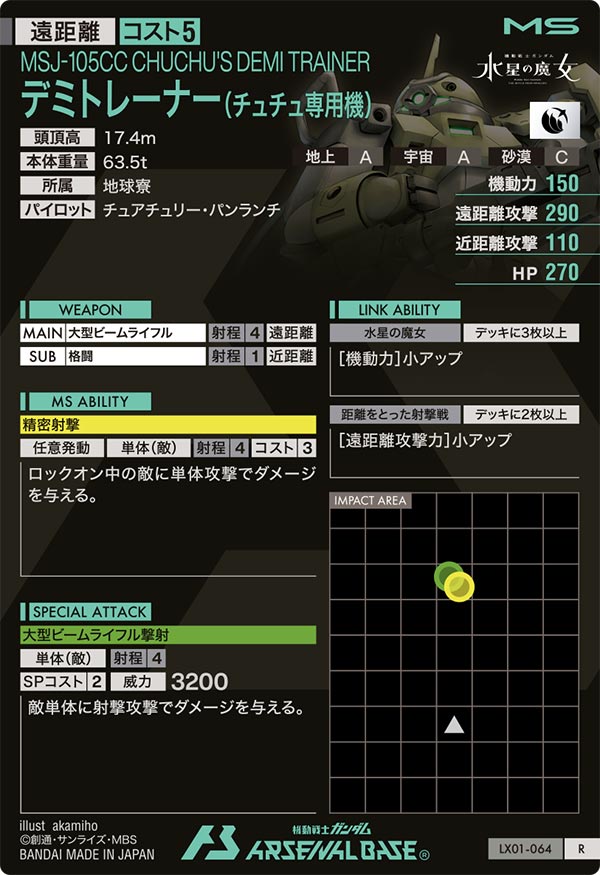 遠距離 コスト5
MS
MSJ-105CC CHUCHU'S DEMI TRAINER
デミトレーナー(チュチュ専用機)
機動戦士ガンダム
水星の魔女
頭頂高 17.4m
本体重量 63.5t
所属 地球寮
パイロット チュアチュリー・パンランチ
地上 A 宇宙 A 砂漠 C
機動力 150
遠距離攻撃 290
近距離攻撃 110
HP 270
WEAPON
MAIN 大型ビームライフル 射程 4 遠距離
SUB 格闘 射程 1 近距離
MS ABILITY
精密射撃
任意発動 単体(敵) 射程 4 コスト 3
ロックオン中の敵に単体攻撃でダメージ
を与える。
SPECIAL ATTACK
大型ビームライフル撃射
単体(敵) 射程 4
SPコスト 2 威力 3200
敵単体に射撃攻撃でダメージを与える。
LINK ABILITY
水星の魔女 デッキに3枚以上
[機動力]小アップ
距離をとった射撃戦 デッキに2枚以上
[遠距離攻撃力]小アップ
IMPACT AREA
illust akamiho
©創通・サンライズ・MBS
BANDAI MADE IN JAPAN
機動戦士ガンダム
ARSENAL BASE®
LX01-064 R